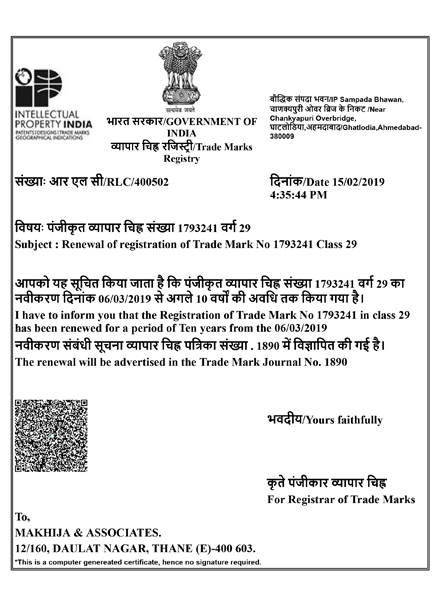 INTELLECTUAL
PROPERTY INDIA
PATENTS | DESIGNS | TRADE MARKS
GEOGRAPHICAL INDICATIONS
सत्यमेव जयते
भारत सरकार/GOVERNMENT OF
INDIA
व्यापार चिह्न रजिस्ट्री/Trade Marks
Registry
बौद्धिक संपदा भवन/IP Sampada Bhawan,
चाणक्यपुरी ओवर ब्रिज के निकट /Near
Chankyapuri Overbridge,
घाटलोडिया,अहमदाबाद/Ghatlodia,Ahmedabad-
380009
संख्याः आर एल सी/RLC/400502
दिनांक/Date 15/02/2019
4:35:44 PM
विषयः पंजीकृत व्यापार चिह्न संख्या 1793241 वर्ग 29
Subject : Renewal of registration of Trade Mark No 1793241 Class 29
आपको यह सूचित किया जाता है कि पंजीकृत व्यापार चिह्न संख्या 1793241 वर्ग 29 का
नवीकरण दिनांक 06/03/2019 से अगले 10 वर्षों की अवधि तक किया गया है।
I have to inform you that the Registration of Trade Mark No 1793241 in class 29
has been renewed for a period of Ten years from the 06/03/2019
नवीकरण संबंधी सूचना व्यापार चिह्न पत्रिका संख्या . 1890 में विज्ञापित की गई है।
The renewal will be advertised in the Trade Mark Journal No. 1890
भवदीय/Yours faithfully
कृते पंजीकार व्यापार चिह्न
For Registrar of Trade Marks
To,
MAKHIJA & ASSOCIATES.
12/160, DAULAT NAGAR, THANE (E)-400 603.
*This is a computer genereated certificate, hence no signature required.